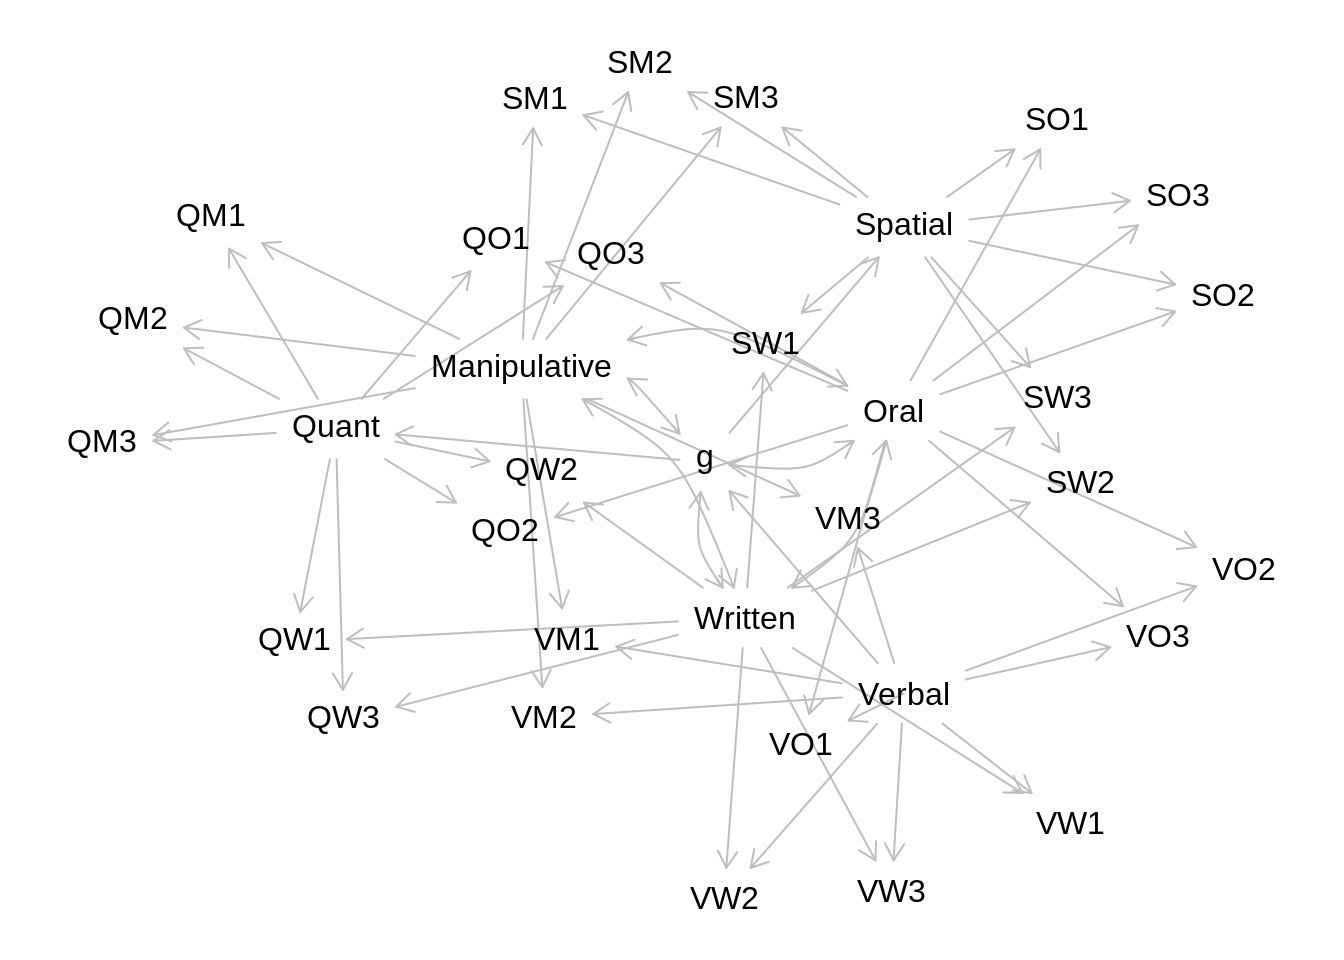 SM2
SM1
SM3
SO1
SO3
QM1
Spatial
QO1
QO3
SO2
QM2
SW1
Manipulative
SW3
Oral
Quant
QM3
g
QW2
SW2
VM3
QO2
VO2
Written
VO3
QW1
VM1
Verbal
QW3
VM2
VO1
VW1
VW3
VW2